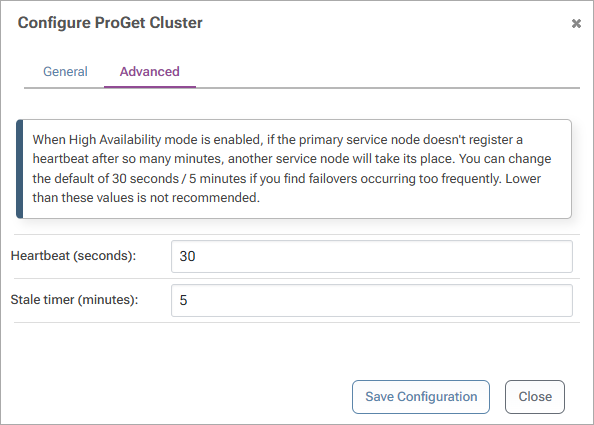 Configure ProGet Cluster
×
General
Advanced
When High Availability mode is enabled, if the primary service node doesn't register a
heartbeat after so many minutes, another service node will take its place. You can change
the default of 30 seconds / 5 minutes if you find failovers occurring too frequently. Lower
than these values is not recommended.
Heartbeat (seconds): 30
Stale timer (minutes): 5
Save Configuration Close